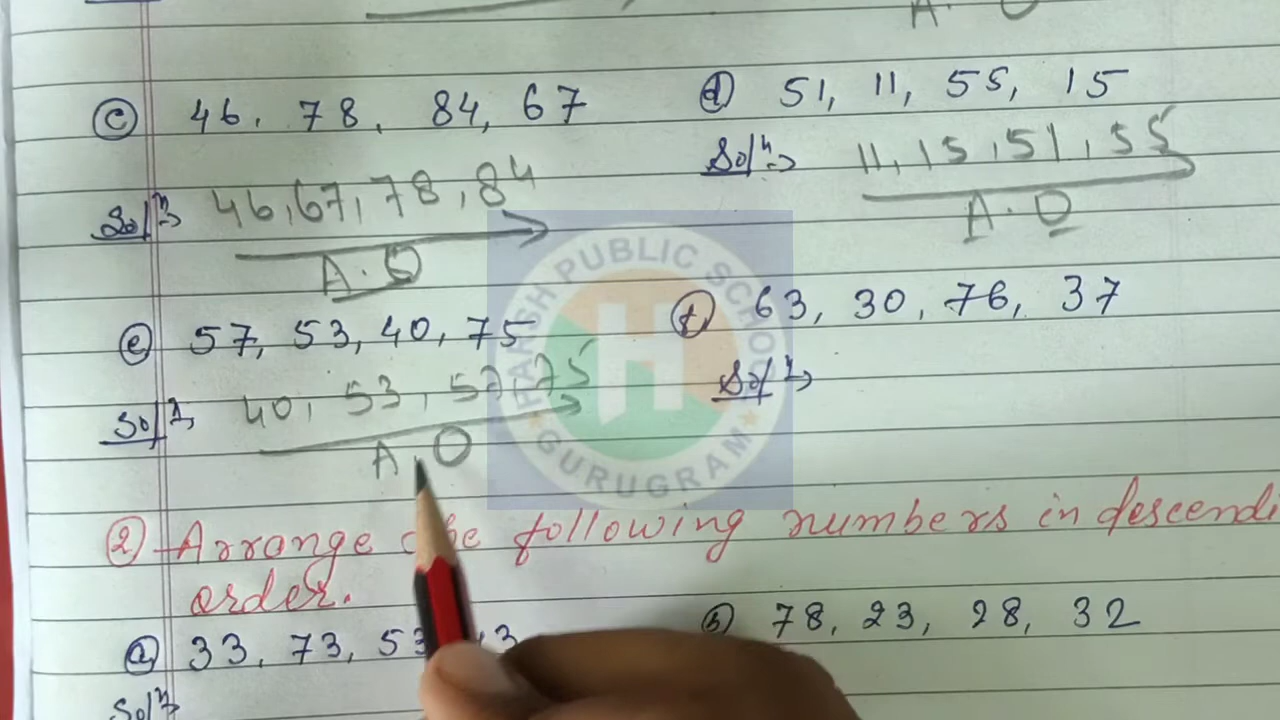 A. O
(c) 46, 78, 84, 67
(d) 51, 11, 55, 15
Solⁿ→ 46, 67, 78, 84
A. O
Solⁿ→ 11, 15, 51, 55
A. O
(e) 57, 53, 40, 75
(f) 63, 30, 76, 37
Solⁿ→ 40, 53, 57, 75
A. O
Solⁿ→
HARSH PUBLIC SCHOOL
H
GURUGRAM
(2) Arrange the following numbers in descendi
order.
(a) 33, 73, 53,
(b) 78, 23, 28, 32
Solⁿ→